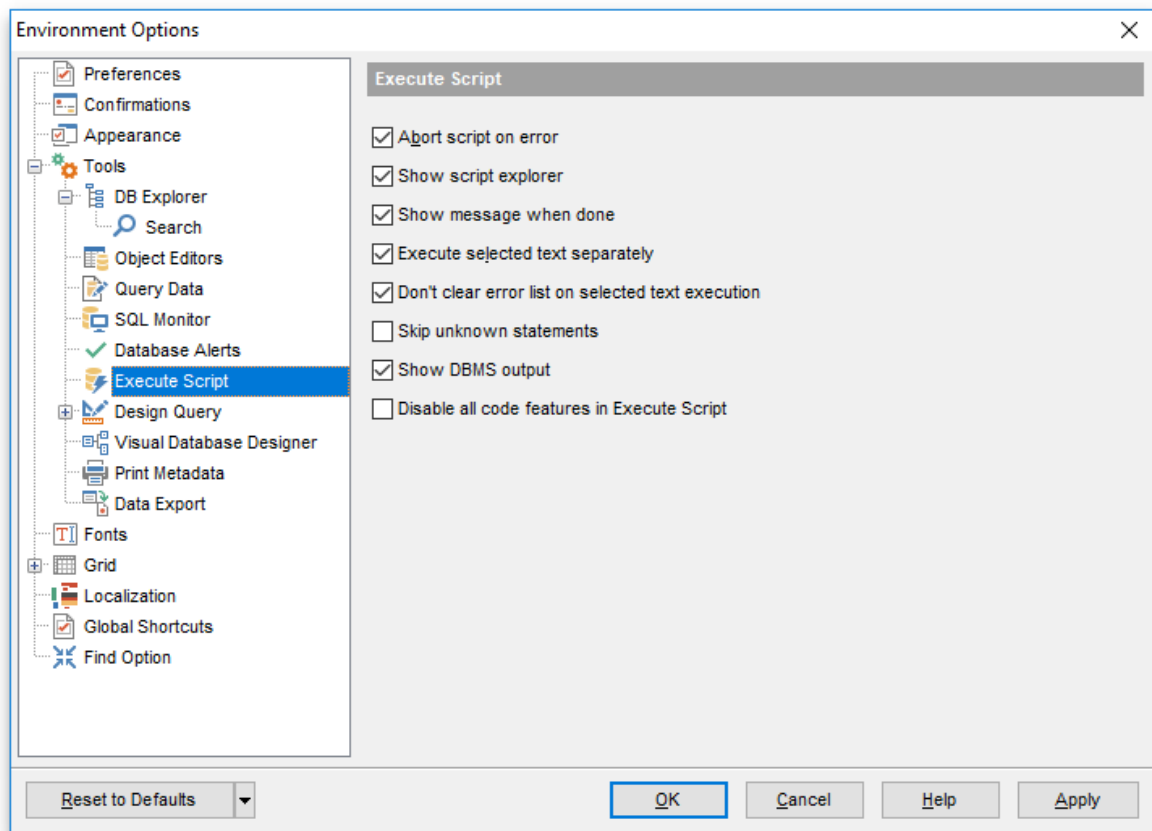 Environment Options
Preferences
Confirmations
Appearance
Tools
DB Explorer
Search
Object Editors
Query Data
SQL Monitor
Database Alerts
Execute Script
Design Query
Visual Database Designer
Print Metadata
Data Export
Fonts
Grid
Localization
Global Shortcuts
Find Option
Execute Script
Abort script on error
Show script explorer
Show message when done
Execute selected text separately
Don't clear error list on selected text execution
Skip unknown statements
Show DBMS output
Disable all code features in Execute Script
Reset to Defaults
OK
Cancel
Help
Apply